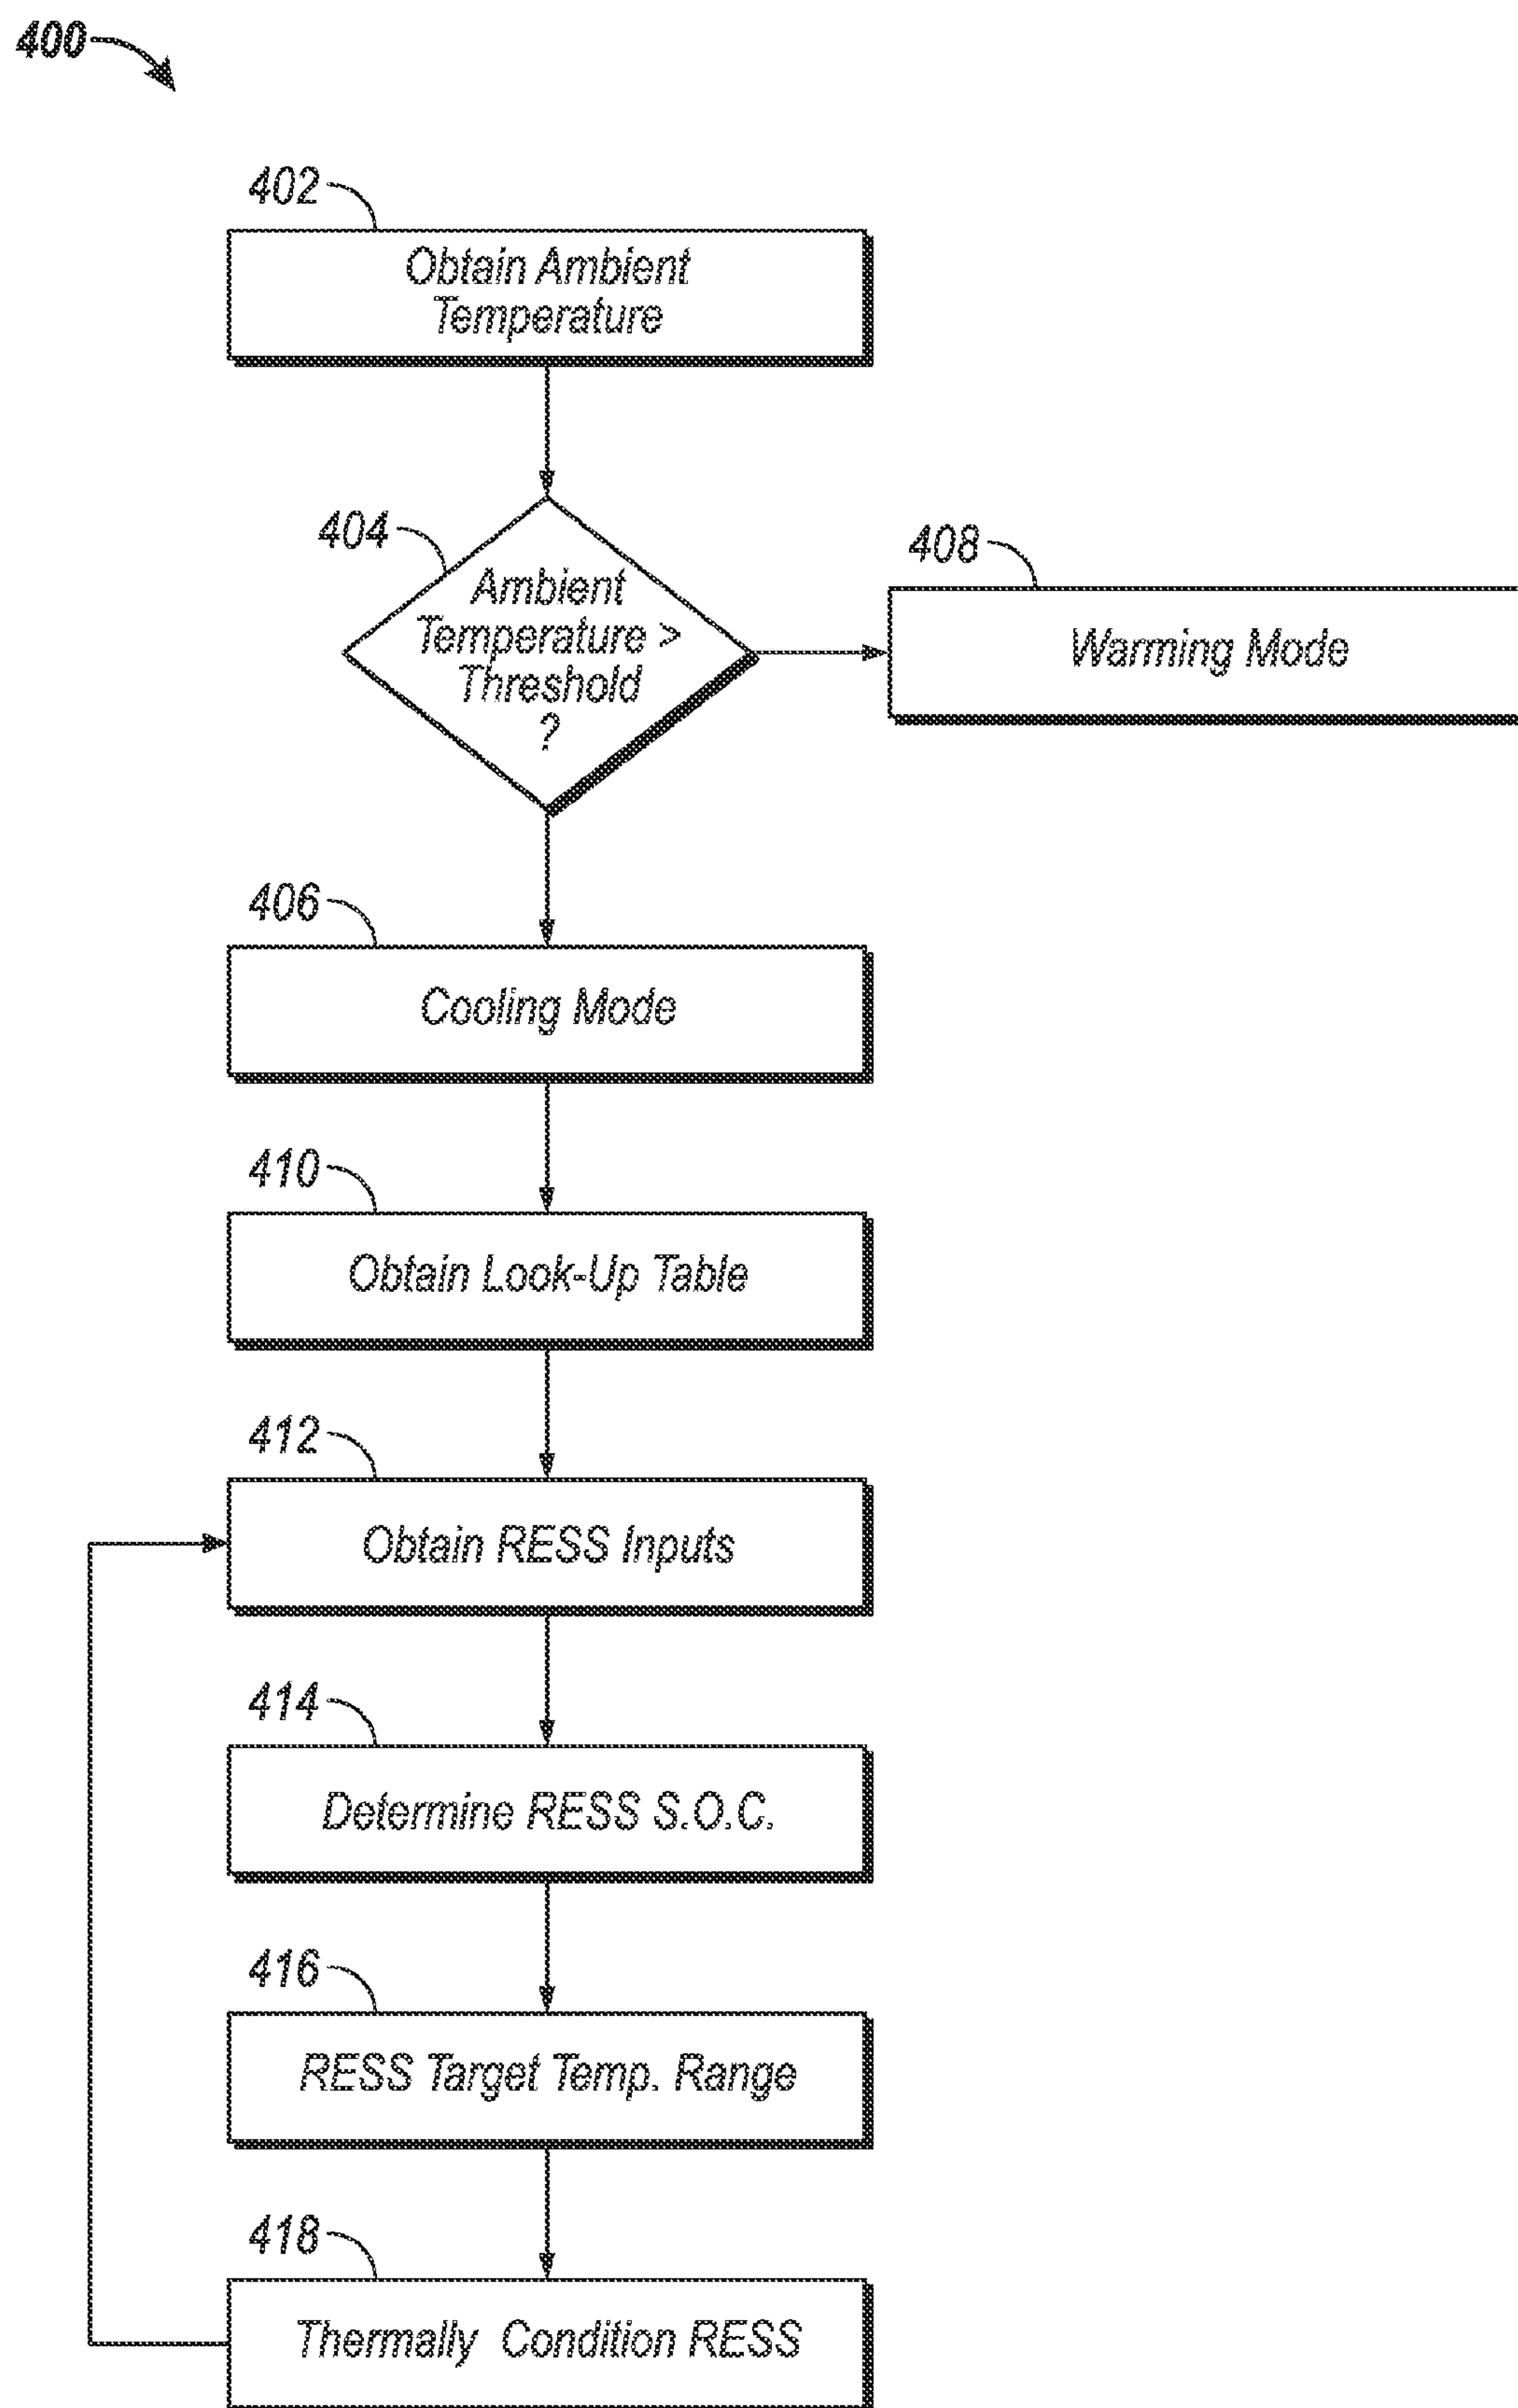 400
402
Obtain Ambient
Temperature
404
Ambient
Temperature >
Threshold
?
408
Warming Mode
406
Cooling Mode
410
Obtain Look-Up Table
412
Obtain RESS Inputs
414
Determine RESS S.O.C.
416
RESS Target Temp. Range
418
Thermally Condition RESS